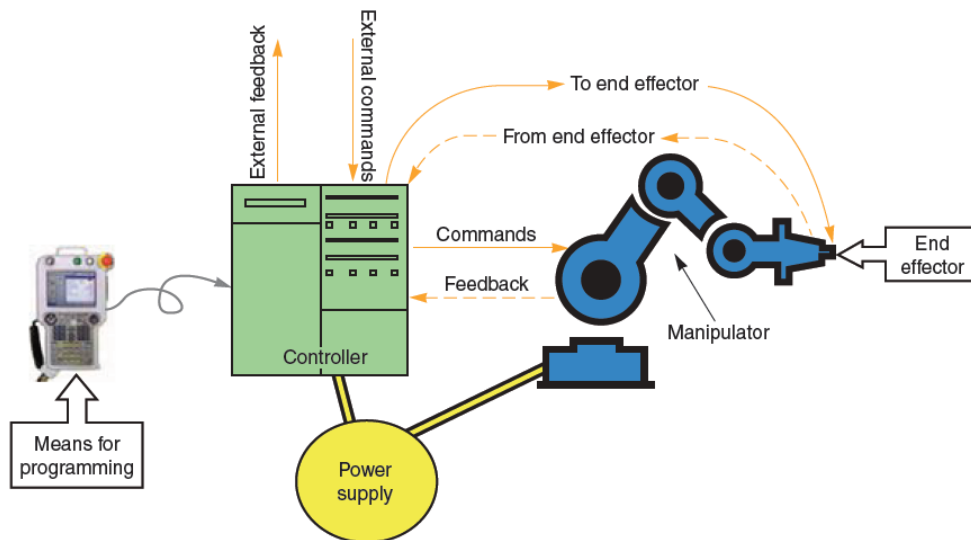 External feedback
External commands
To end effector
From end effector
Commands
Feedback
End
effector
Manipulator
Controller
Means for
programming
Power
supply